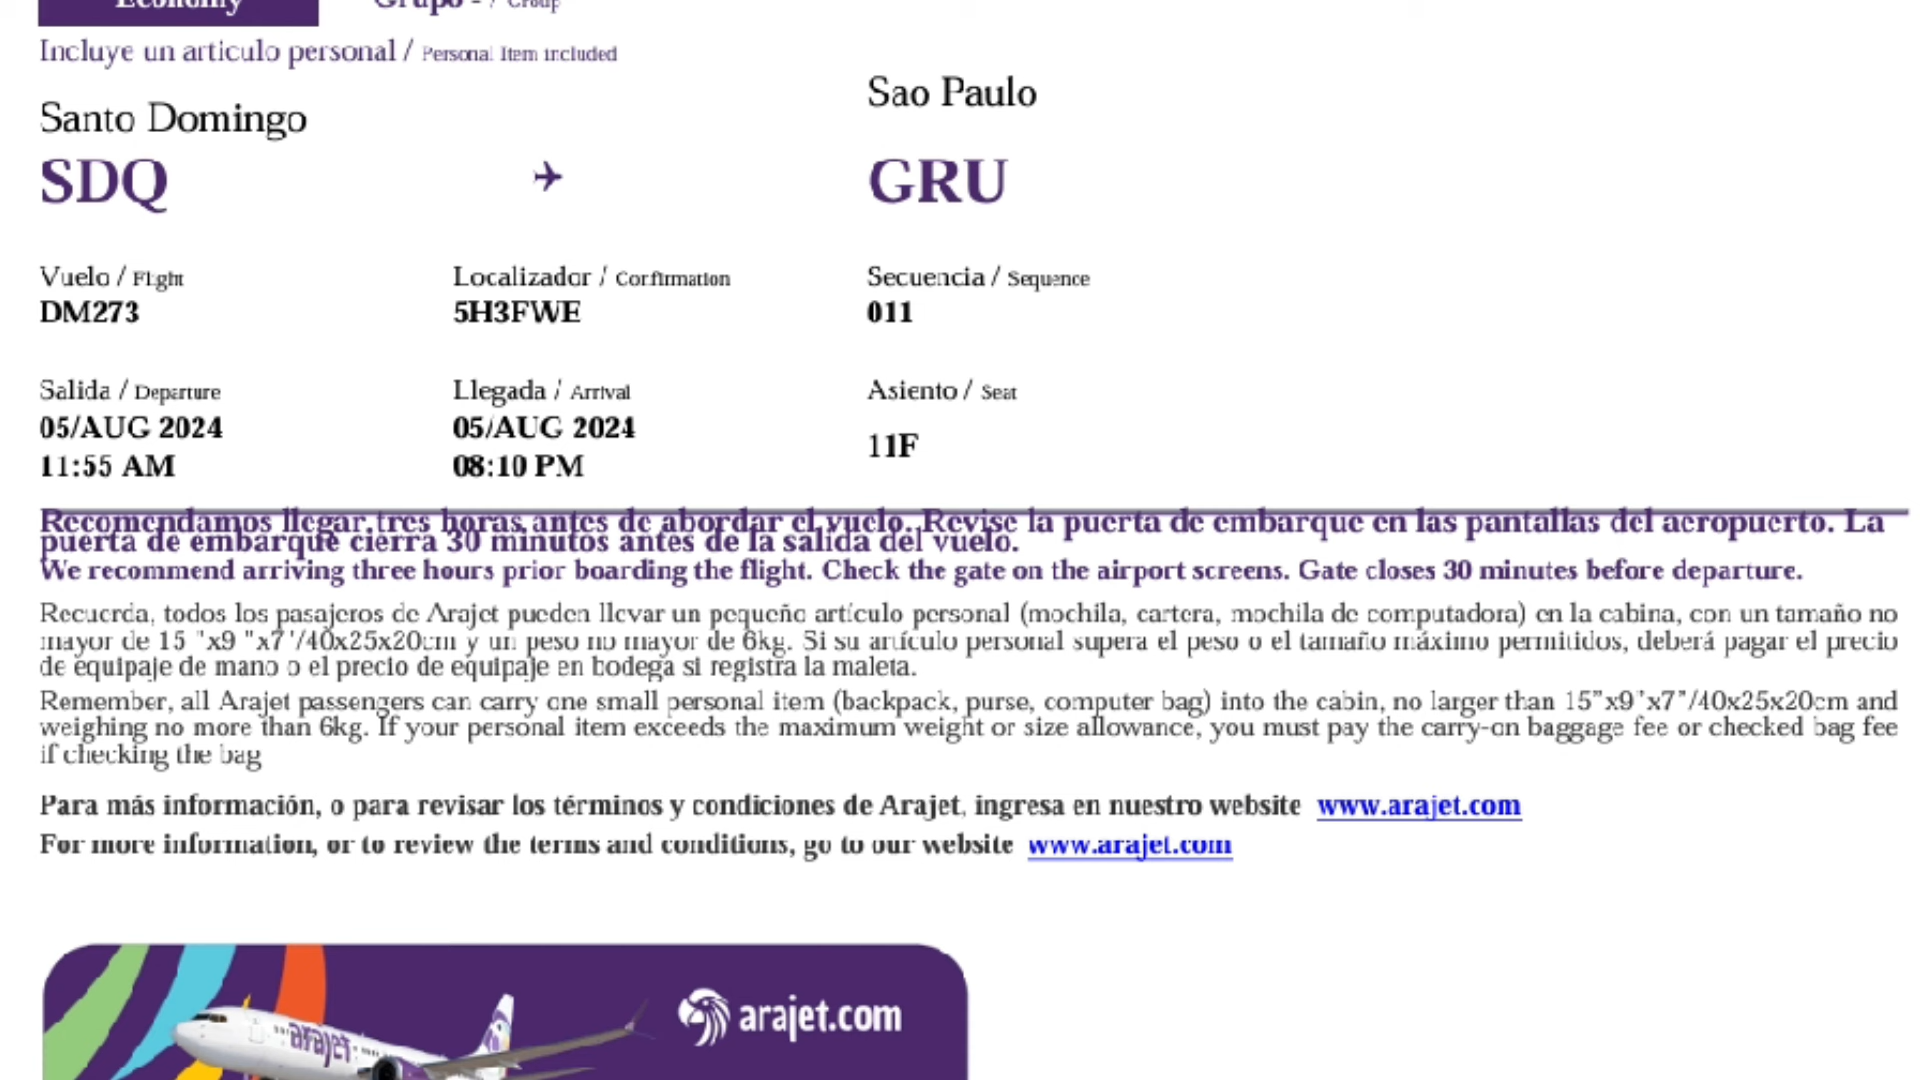 Economy Grupo - / Group
Incluye un articulo personal / Personal Item included
Santo Domingo Sao Paulo
SDQ GRU
Vuelo / Flight Localizador / Confirmation Secuencia / Sequence
DM273 5H3FWE 011
Salida / Departure Llegada / Arrival Asiento / Seat
05/AUG 2024 05/AUG 2024 11F
11:55 AM 08:10 PM
Recomendamos llegar tres horas antes de abordar el vuelo. Revise la puerta de embarque en las pantallas del aeropuerto. La
puerta de embarque cierra 30 minutos antes de la salida del vuelo.
We recommend arriving three hours prior boarding the flight. Check the gate on the airport screens. Gate closes 30 minutes before departure.
Recuerda, todos los pasajeros de Arajet pueden llevar un pequeño artículo personal (mochila, cartera, mochila de computadora) en la cabina, con un tamaño no
mayor de 15 "x9 "x7"/40x25x20cm y un peso no mayor de 6kg. Si su artículo personal supera el peso o el tamaño máximo permitidos, deberá pagar el precio
de equipaje de mano o el precio de equipaje en bodega si registra la maleta.
Remember, all Arajet passengers can carry one small personal item (backpack, purse, computer bag) into the cabin, no larger than 15”x9”x7”/40x25x20cm and
weighing no more than 6kg. If your personal item exceeds the maximum weight or size allowance, you must pay the carry-on baggage fee or checked bag fee
if checking the bag
Para más información, o para revisar los términos y condiciones de Arajet, ingresa en nuestro website www.arajet.com
For more information, or to review the terms and conditions, go to our website www.arajet.com
arajet.com
arajet